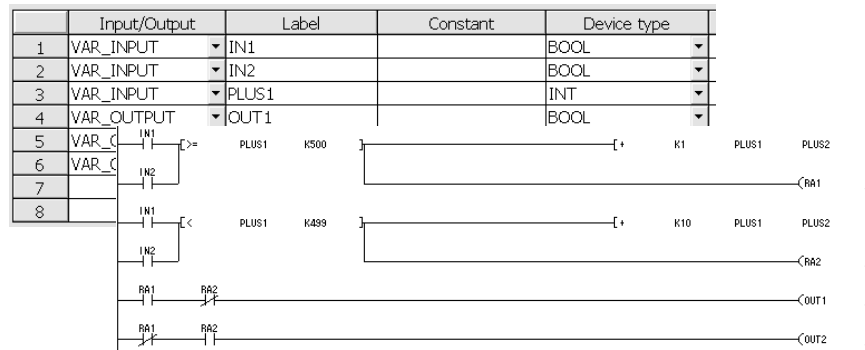 Input/Output Label Constant Device type
1 VAR_INPUT IN1 BOOL
2 VAR_INPUT IN2 BOOL
3 VAR_INPUT PLUS1 INT
4 VAR_OUTPUT OUT1 BOOL
5 VAR_
6 VAR_
7
8
IN1
[>= PLUS1 K500 ] [+ K1 PLUS1 PLUS2
IN2
(RA1
IN1
[< PLUS1 K499 ] [+ K10 PLUS1 PLUS2
IN2
(RA2
RA1 RA2
(OUT1
RA1 RA2
(OUT2